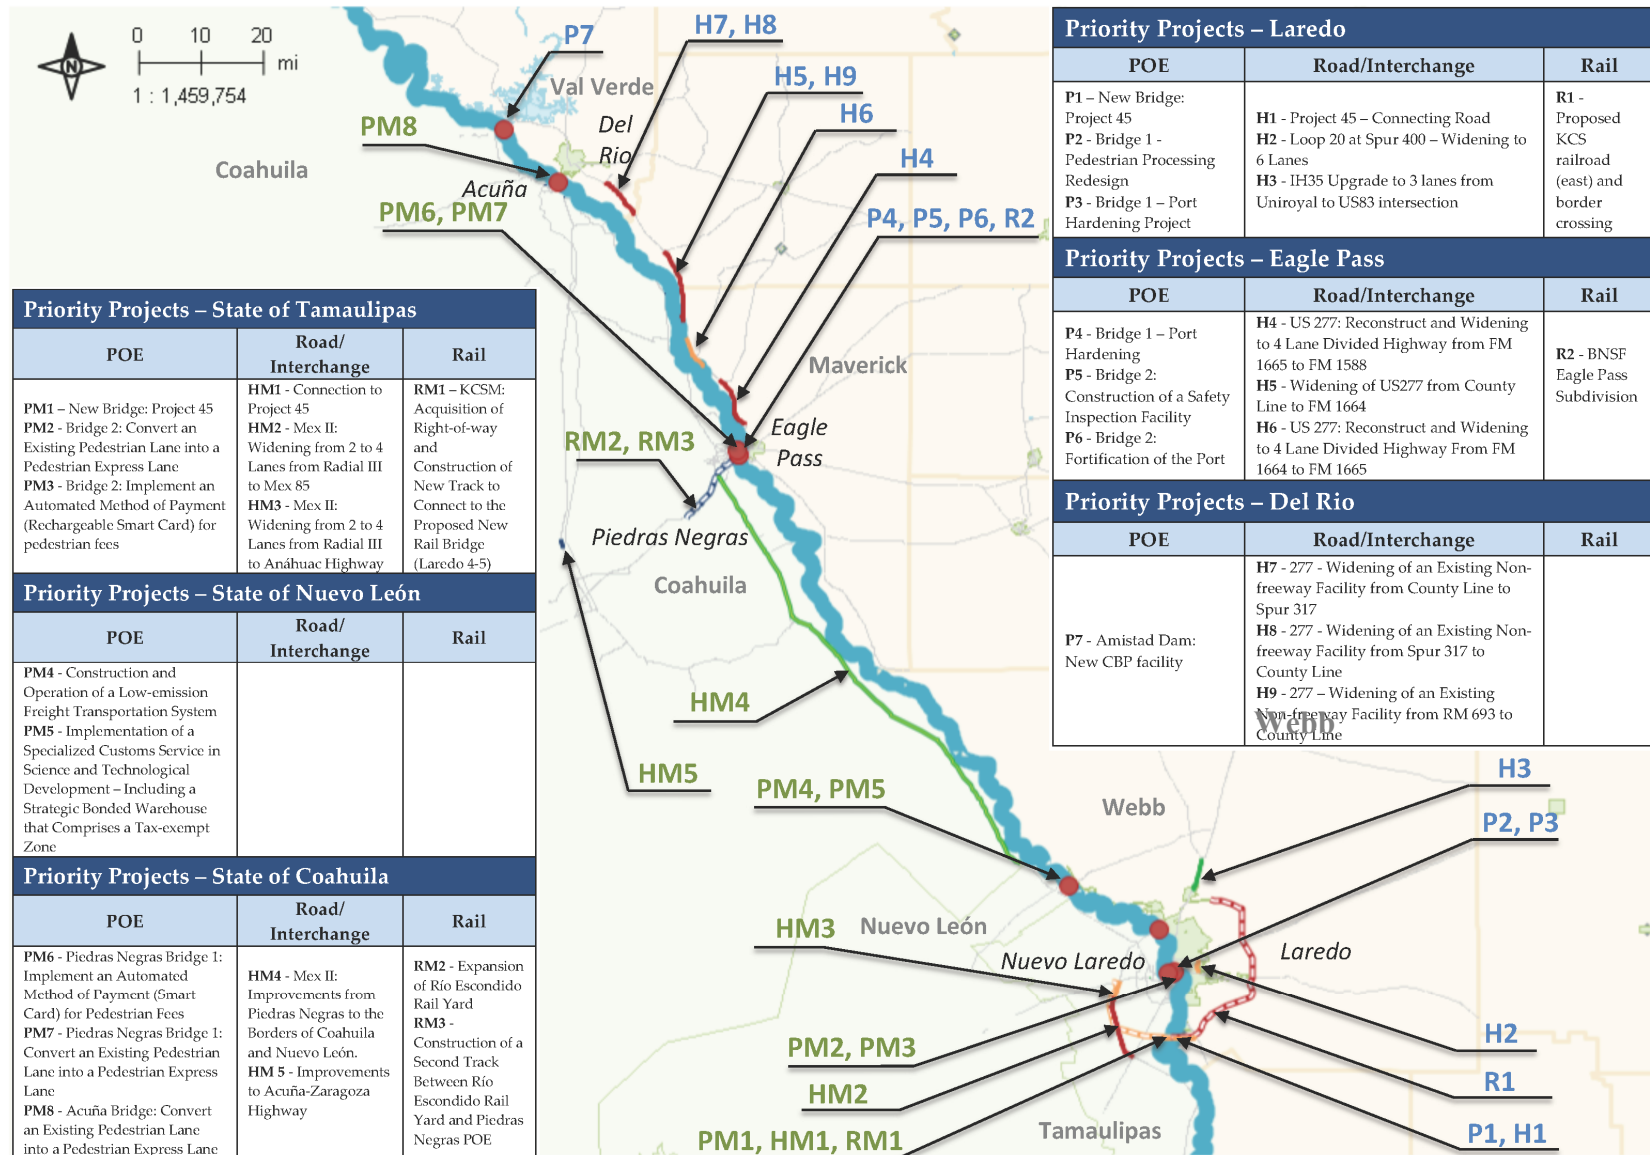 0 10 20
mi
1 : 1,459,754
N
P7
H7, H8
Val Verde
H5, H9
H6
PM8
Del
Rio
Coahuila
H4
Acuña
PM6, PM7
P4, P5, P6, R2
Maverick
Eagle
Pass
RM2, RM3
Piedras Negras
Coahuila
HM4
HM5
PM4, PM5
Webb
H3
P2, P3
HM3
Nuevo León
Nuevo Laredo
Laredo
PM2, PM3
H2
HM2
R1
PM1, HM1, RM1
Tamaulipas
P1, H1
Priority Projects – State of Tamaulipas
POE
Road/
Interchange
Rail
PM1 – New Bridge: Project 45
PM2 - Bridge 2: Convert an
Existing Pedestrian Lane into a
Pedestrian Express Lane
PM3 - Bridge 2: Implement an
Automated Method of Payment
(Rechargeable Smart Card) for
pedestrian fees
HM1 - Connection to
Project 45
HM2 - Mex II:
Widening from 2 to 4
Lanes from Radial III
to Mex 85
HM3 - Mex II:
Widening from 2 to 4
Lanes from Radial III
to Anáhuac Highway
RM1 – KCSM:
Acquisition of
Right-of-way
and
Construction of
New Track to
Connect to the
Proposed New
Rail Bridge
(Laredo 4-5)
Priority Projects – State of Nuevo León
POE
Road/
Interchange
Rail
PM4 - Construction and
Operation of a Low-emission
Freight Transportation System
PM5 - Implementation of a
Specialized Customs Service in
Science and Technological
Development – Including a
Strategic Bonded Warehouse
that Comprises a Tax-exempt
Zone
Priority Projects – State of Coahuila
POE
Road/
Interchange
Rail
PM6 - Piedras Negras Bridge 1:
Implement an Automated
Method of Payment (Smart
Card) for Pedestrian Fees
PM7 - Piedras Negras Bridge 1:
Convert an Existing Pedestrian
Lane into a Pedestrian Express
Lane
PM8 - Acuña Bridge: Convert
an Existing Pedestrian Lane
into a Pedestrian Express Lane
HM4 - Mex II:
Improvements from
Piedras Negras to the
Borders of Coahuila
and Nuevo León.
HM 5 - Improvements
to Acuña-Zaragoza
Highway
RM2 - Expansion
of Río Escondido
Rail Yard
RM3 -
Construction of a
Second Track
Between Río
Escondido Rail
Yard and Piedras
Negras POE
Priority Projects – Laredo
POE
Road/Interchange
Rail
P1 – New Bridge:
Project 45
P2 - Bridge 1 -
Pedestrian Processing
Redesign
P3 - Bridge 1 – Port
Hardening Project
H1 - Project 45 – Connecting Road
H2 - Loop 20 at Spur 400 – Widening to
6 Lanes
H3 - IH35 Upgrade to 3 lanes from
Uniroyal to US83 intersection
R1 -
Proposed
KCS
railroad
(east) and
border
crossing
Priority Projects – Eagle Pass
POE
Road/Interchange
Rail
P4 - Bridge 1 – Port
Hardening
P5 - Bridge 2:
Construction of a Safety
Inspection Facility
P6 - Bridge 2:
Fortification of the Port
H4 - US 277: Reconstruct and Widening
to 4 Lane Divided Highway from FM
1665 to FM 1588
H5 - Widening of US277 from County
Line to FM 1664
H6 - US 277: Reconstruct and Widening
to 4 Lane Divided Highway From FM
1664 to FM 1665
R2 - BNSF
Eagle Pass
Subdivision
Priority Projects – Del Rio
POE
Road/Interchange
Rail
P7 - Amistad Dam:
New CBP facility
H7 - 277 - Widening of an Existing Non-
freeway Facility from County Line to
Spur 317
H8 - 277 - Widening of an Existing Non-
freeway Facility from Spur 317 to
County Line
H9 - 277 – Widening of an Existing
Non-freeway Facility from RM 693 to
County Line
Webb